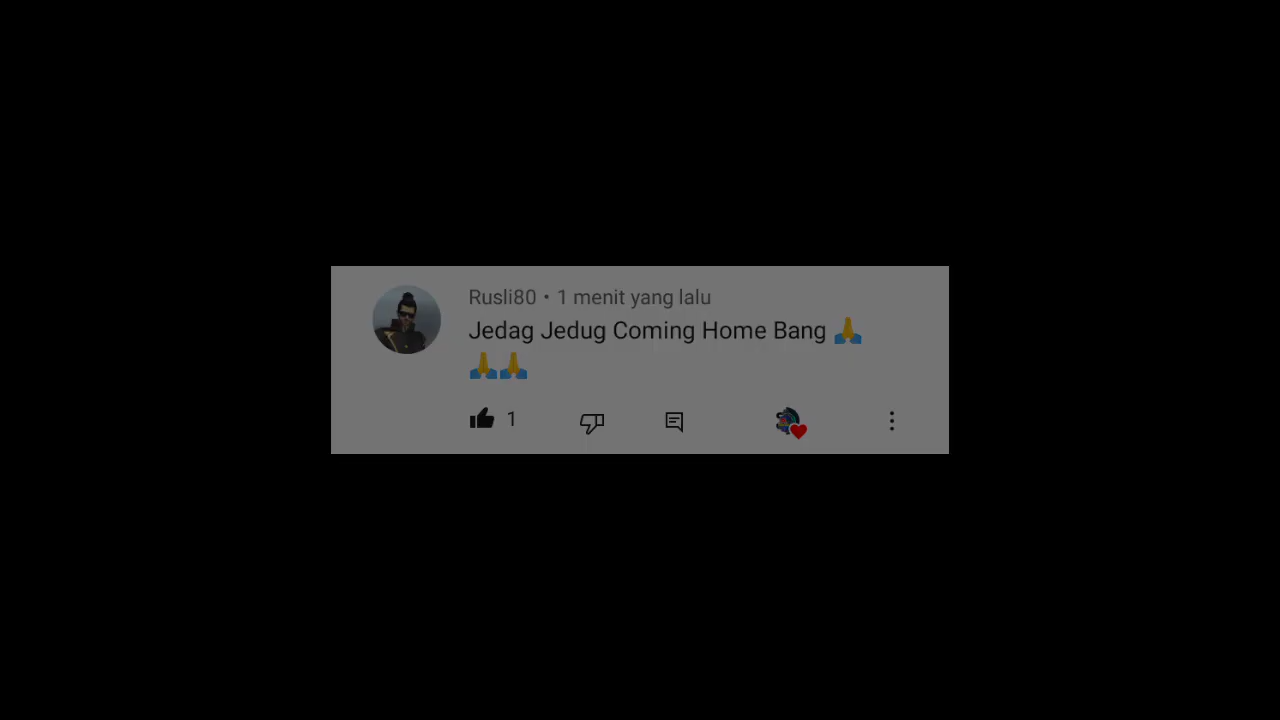 Rusli80 • 1 menit yang lalu
Jedag Jedug Coming Home Bang 🙏
🙏🙏
1